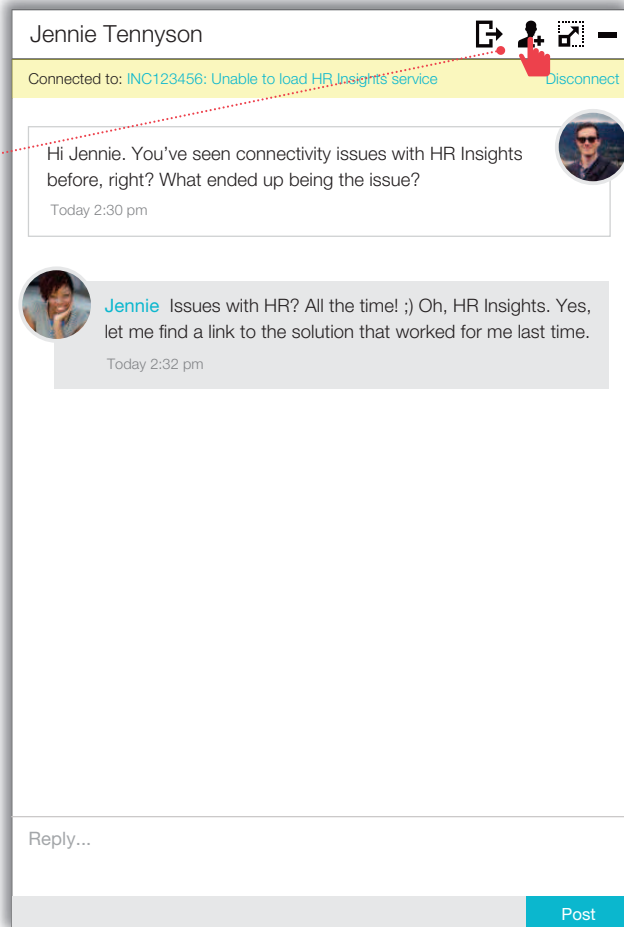 Jennie Tennyson
Connected to: INC123456: Unable to load HR Insights service Disconnect
Hi Jennie. You’ve seen connectivity issues with HR Insights
before, right? What ended up being the issue?
Today 2:30 pm
Jennie Issues with HR? All the time! ;) Oh, HR Insights. Yes,
let me find a link to the solution that worked for me last time.
Today 2:32 pm
Reply...
Post